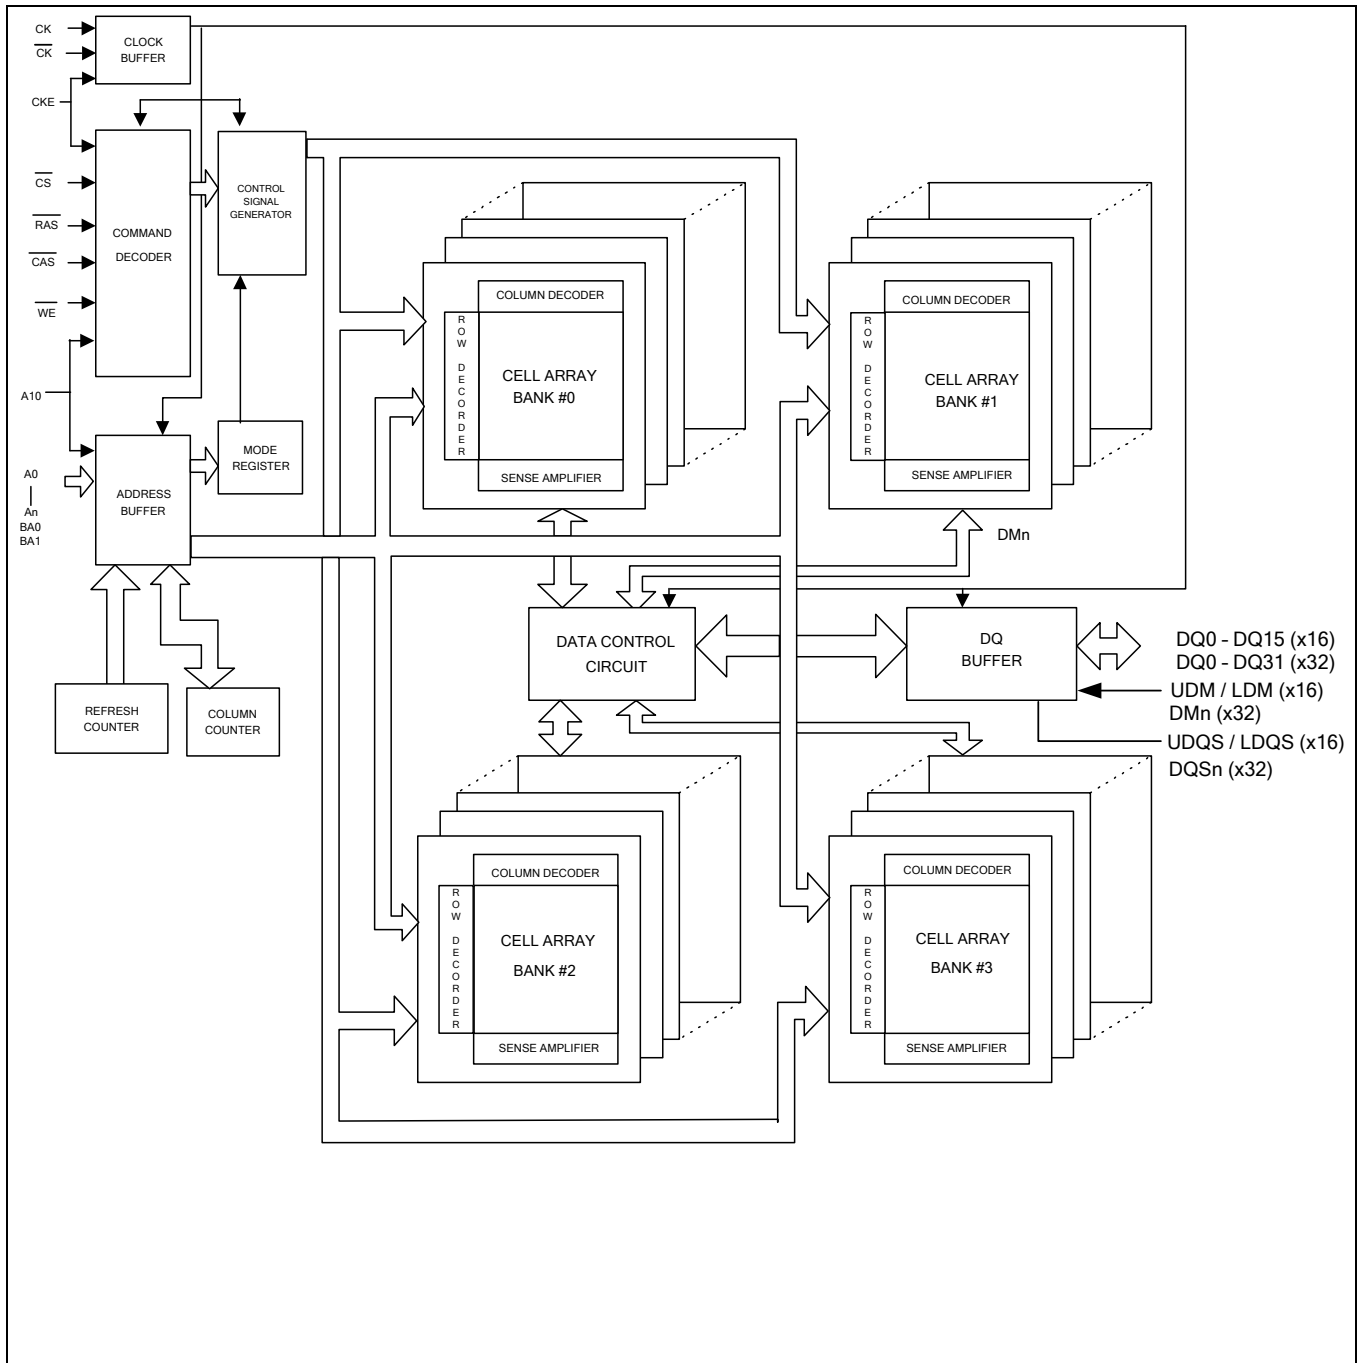 CK
CK
CKE
CS
RAS
CAS
WE
A10
A0
An
BA0
BA1
CLOCK
BUFFER
COMMAND
DECODER
CONTROL
SIGNAL
GENERATOR
ADDRESS
BUFFER
MODE
REGISTER
REFRESH
COUNTER
COLUMN
COUNTER
COLUMN DECODER
ROW DECORDER
CELL ARRAY
BANK #0
SENSE AMPLIFIER
COLUMN DECODER
ROW DECORDER
CELL ARRAY
BANK #1
SENSE AMPLIFIER
DMn
DATA CONTROL
CIRCUIT
DQ
BUFFER
DQ0 - DQ15 (x16)
DQ0 - DQ31 (x32)
UDM / LDM (x16)
DMn (x32)
UDQS / LDQS (x16)
DQSn (x32)
COLUMN DECODER
ROW DECORDER
CELL ARRAY
BANK #2
SENSE AMPLIFIER
COLUMN DECODER
ROW DECORDER
CELL ARRAY
BANK #3
SENSE AMPLIFIER